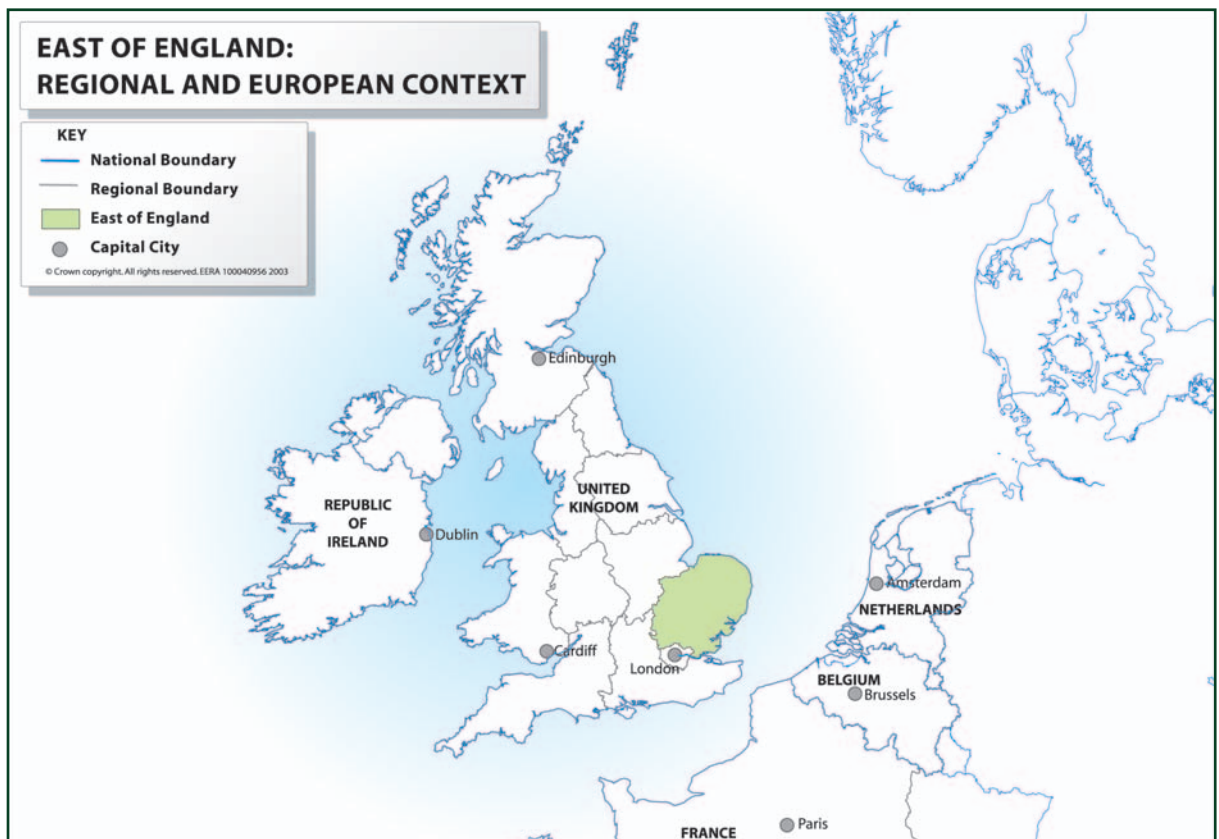 EAST OF ENGLAND:
REGIONAL AND EUROPEAN CONTEXT
KEY
National Boundary
Regional Boundary
East of England
Capital City
© Crown copyright. All rights reserved. EERA 100040956 2003
Edinburgh
UNITED
KINGDOM
REPUBLIC
OF
IRELAND
Dublin
Amsterdam
NETHERLANDS
Cardiff
London
BELGIUM
Brussels
Paris
FRANCE